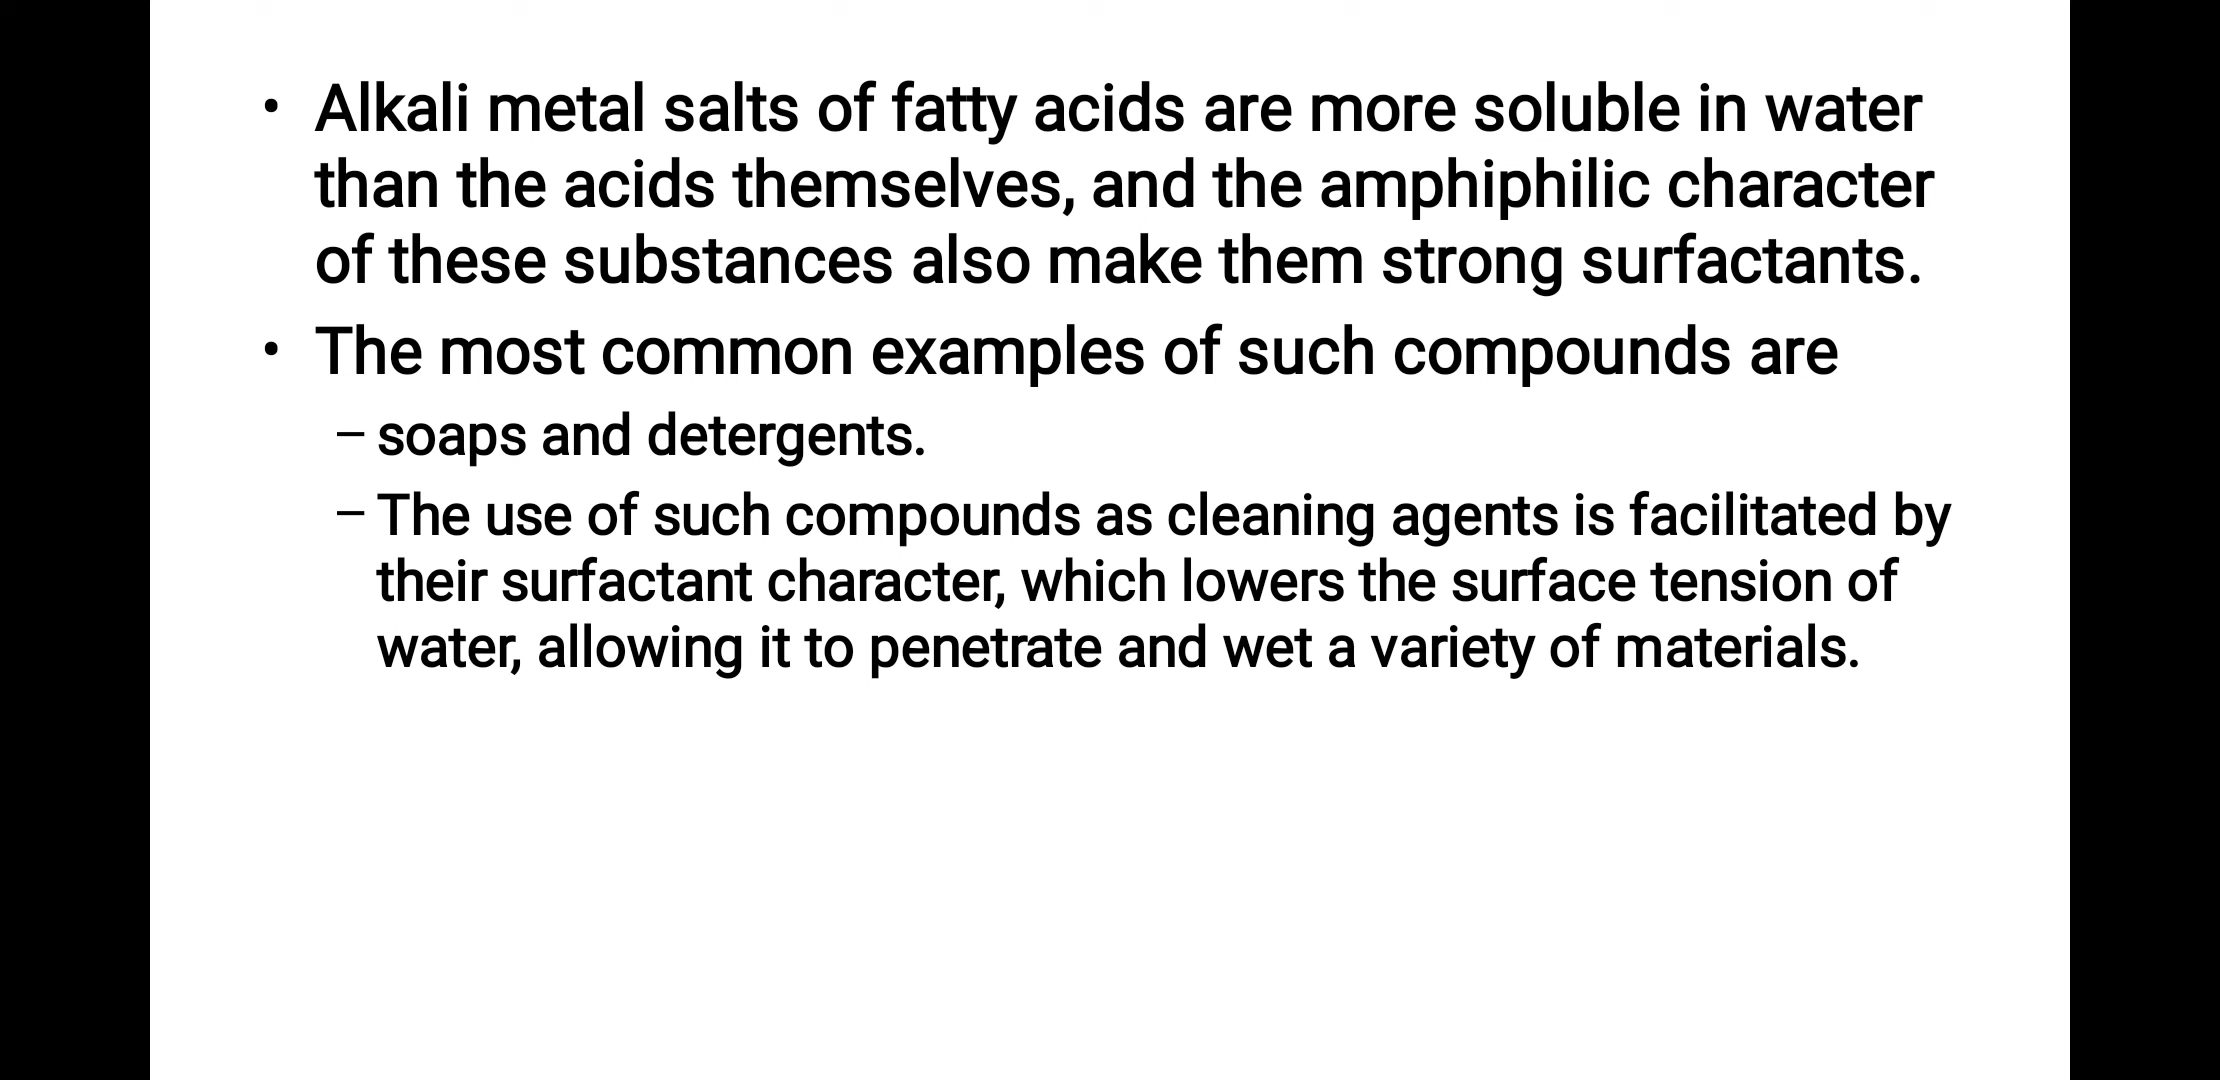 • Alkali metal salts of fatty acids are more soluble in water
than the acids themselves, and the amphiphilic character
of these substances also make them strong surfactants.
• The most common examples of such compounds are
– soaps and detergents.
– The use of such compounds as cleaning agents is facilitated by
their surfactant character, which lowers the surface tension of
water, allowing it to penetrate and wet a variety of materials.